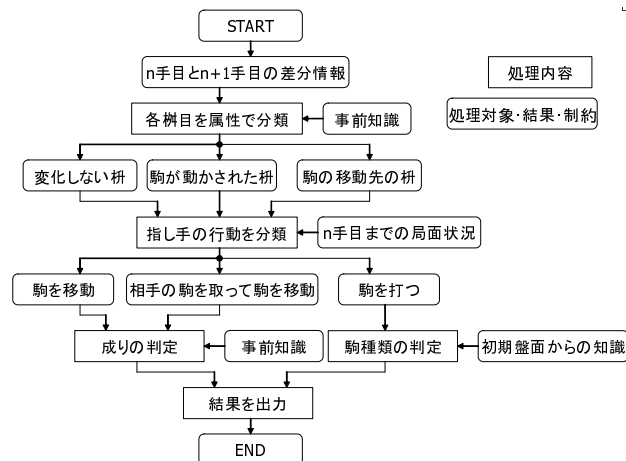 START
n手目とn+1手目の差分情報
処理内容
各桝目を属性で分類
事前知識
処理対象・結果・制約
変化しない枡
駒が動かされた枡
駒の移動先の枡
指し手の行動を分類
n手目までの局面状況
駒を移動
相手の駒を取って駒を移動
駒を打つ
成りの判定
事前知識
駒種類の判定
初期盤面からの知識
結果を出力
END